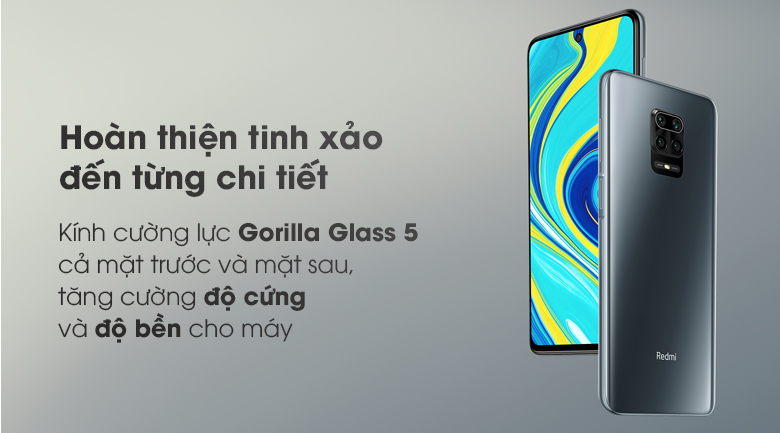 Hoàn thiện tinh xảo
đến từng chi tiết
Kính cường lực Gorilla Glass 5
cả mặt trước và mặt sau,
tăng cường độ cứng
và độ bền cho máy
Redmi